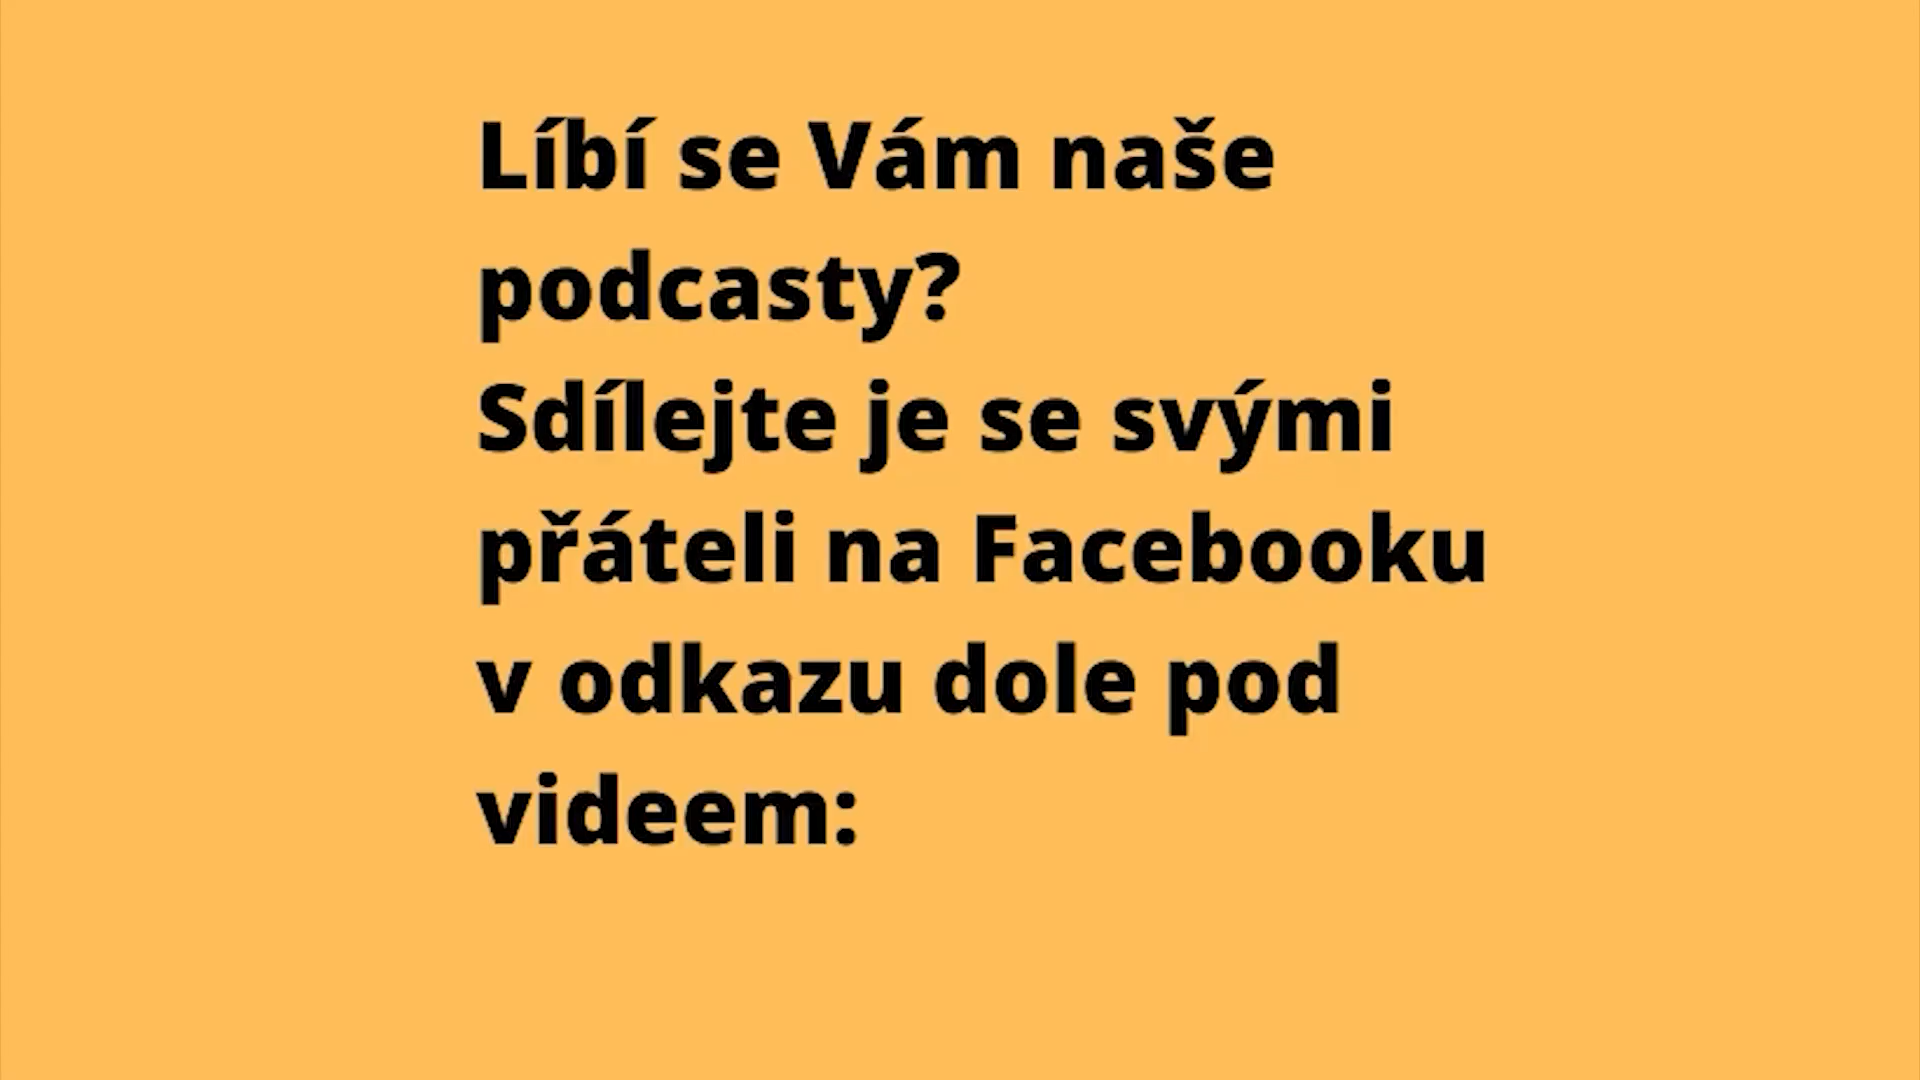 Líbí se Vám naše
podcasty?
Sdílejte je se svými
přáteli na Facebooku
v odkazu dole pod
videem: